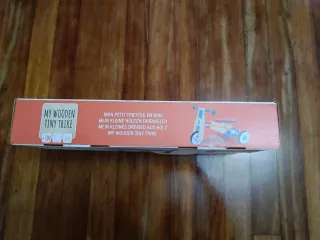 MY WOODEN
TINY TRIKE
MON PETIT TRICYCLE EN BOIS
MIJN KLEINE HOUTEN DRIEWIELER
MEIN KLEINES DREIRAD AUS HOLZ
MY WOODEN TINY TRIKE